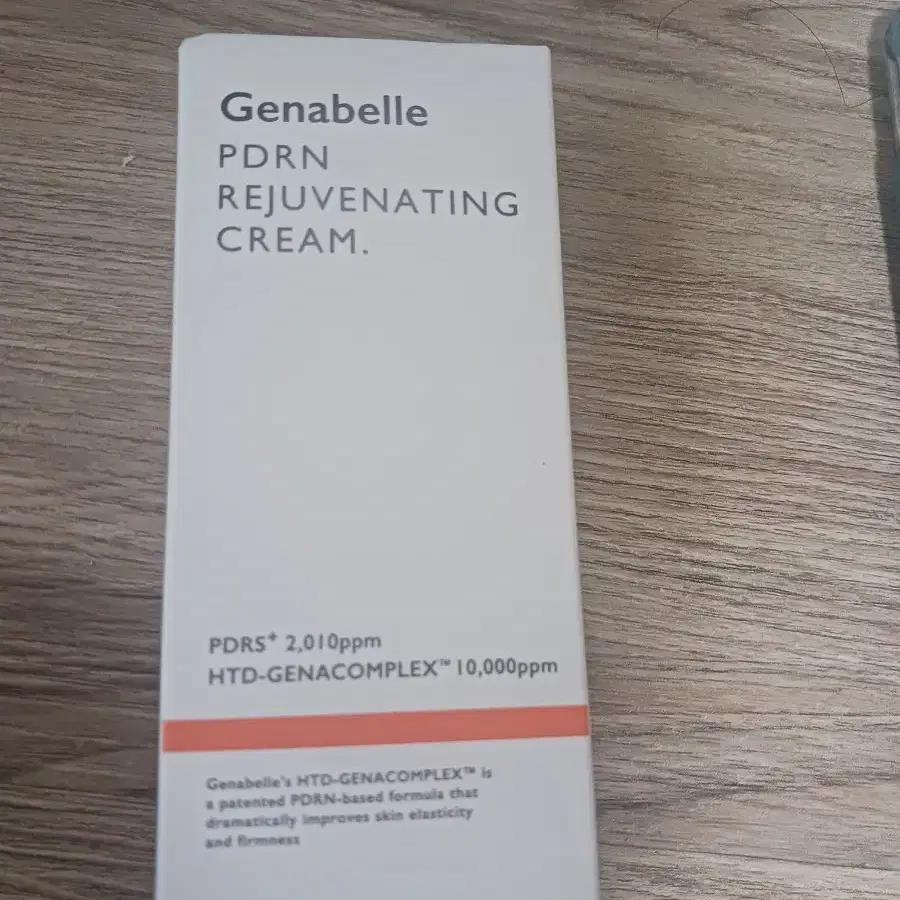 Genabelle
PDRN
REJUVENATING
CREAM.
PDRS⁺ 2,010ppm
HTD-GENACOMPLEX™ 10,000ppm
Genabelle's HTD-GENACOMPLEX™ is
a patented PDRN-based formula that
dramatically improves skin elasticity
and firmness